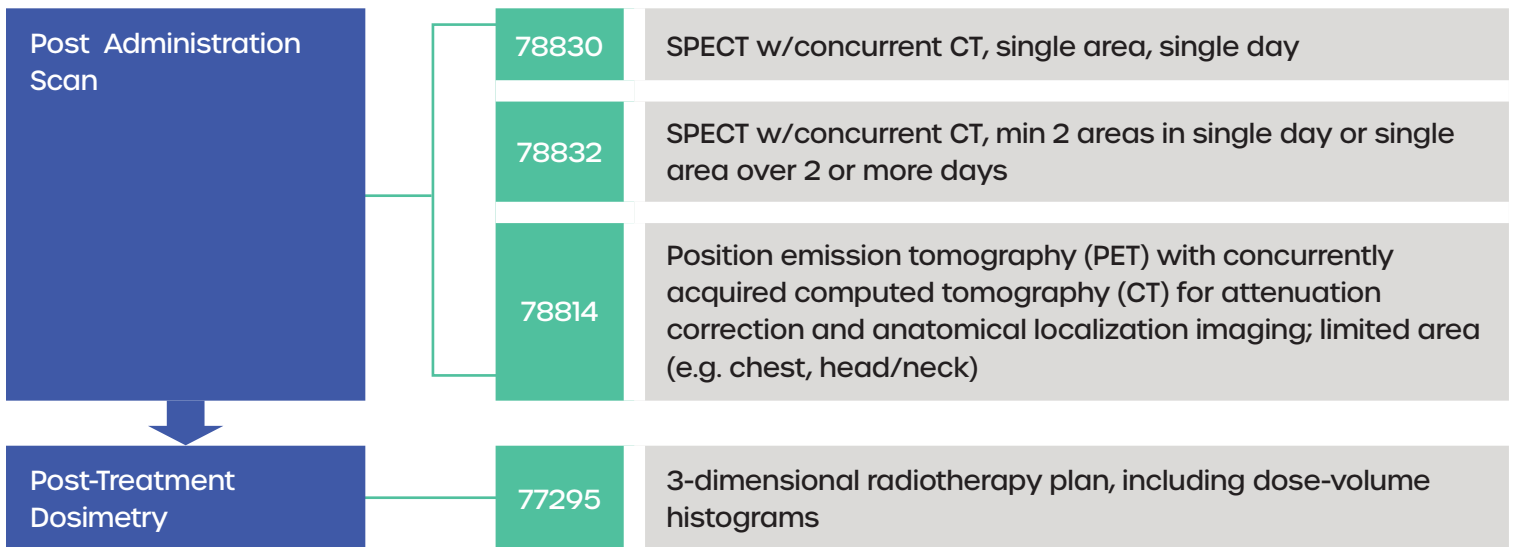 Post Administration
Scan
78830
SPECT w/concurrent CT, single area, single day
78832
SPECT w/concurrent CT, min 2 areas in single day or single
area over 2 or more days
78814
Position emission tomography (PET) with concurrently
acquired computed tomography (CT) for attenuation
correction and anatomical localization imaging; limited area
(e.g. chest, head/neck)
Post-Treatment
Dosimetry
77295
3-dimensional radiotherapy plan, including dose-volume
histograms